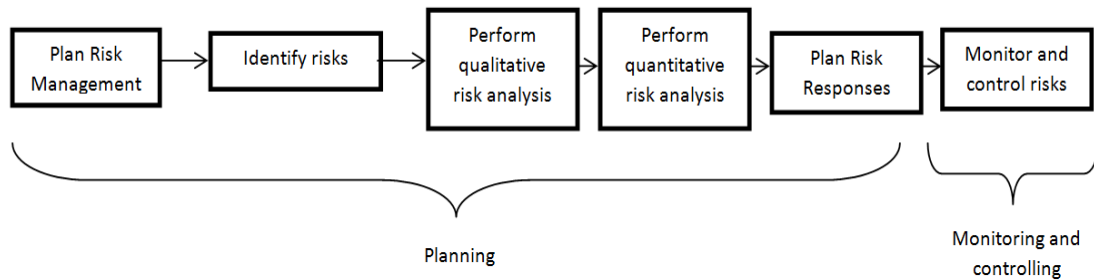 Plan Risk
Management
Identify risks
Perform
qualitative
risk analysis
Perform
quantitative
risk analysis
Plan Risk
Responses
Monitor and
control risks
Planning
Monitoring and
controlling